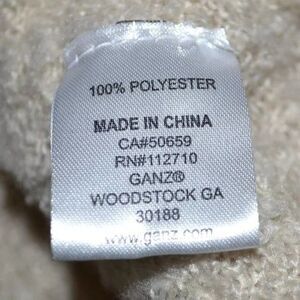 100% POLYESTER
MADE IN CHINA
CA#50659
RN#112710
GANZ®
WOODSTOCK GA
30188
www.ganz.com